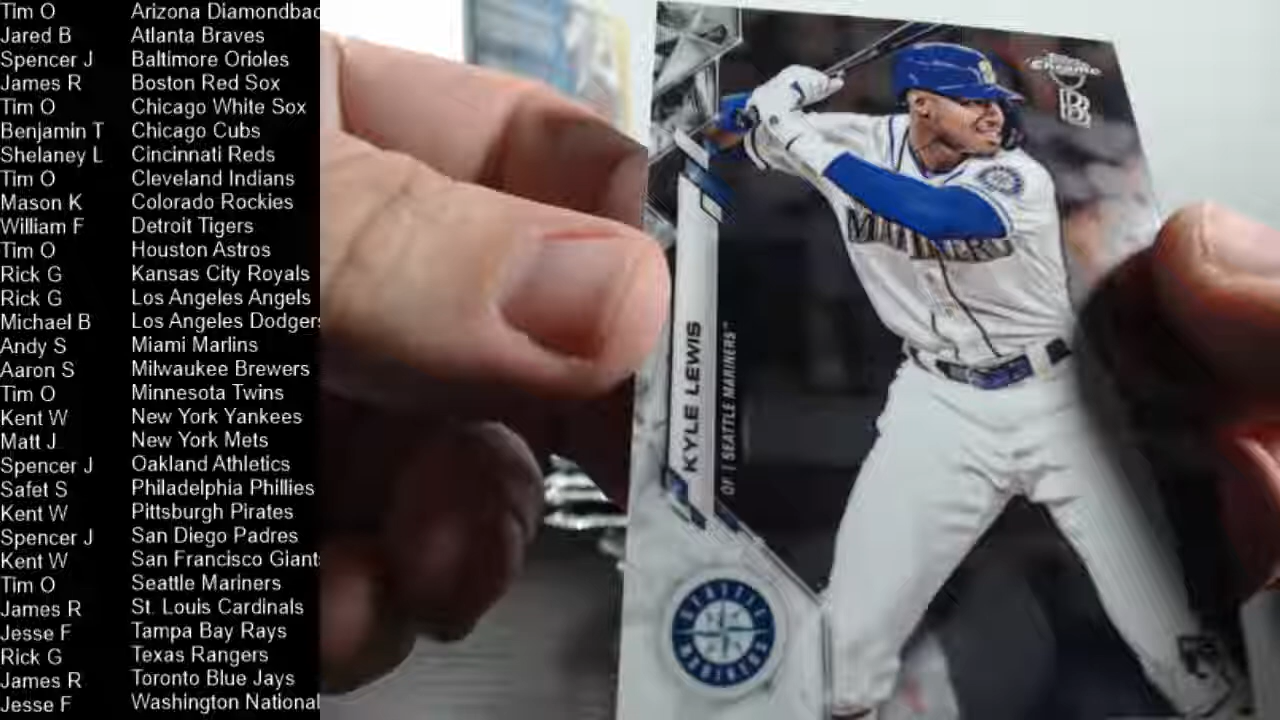 Tim O Arizona Diamondbac
Jared B Atlanta Braves
Spencer J Baltimore Orioles
James R Boston Red Sox
Tim O Chicago White Sox
Benjamin T Chicago Cubs
Shelaney L Cincinnati Reds
Tim O Cleveland Indians
Mason K Colorado Rockies
William F Detroit Tigers
Tim O Houston Astros
Rick G Kansas City Royals
Rick G Los Angeles Angels
Michael B Los Angeles Dodgers
Andy S Miami Marlins
Aaron S Milwaukee Brewers
Tim O Minnesota Twins
Kent W New York Yankees
Matt J New York Mets
Spencer J Oakland Athletics
Safet S Philadelphia Phillies
Kent W Pittsburgh Pirates
Spencer J San Diego Padres
Kent W San Francisco Giants
Tim O Seattle Mariners
James R St. Louis Cardinals
Jesse F Tampa Bay Rays
Rick G Texas Rangers
James R Toronto Blue Jays
Jesse F Washington National
Chrome
B
MARINERS
KYLE LEWIS
OF | SEATTLE MARINERS™
SEATTLE
MARINERS
RC